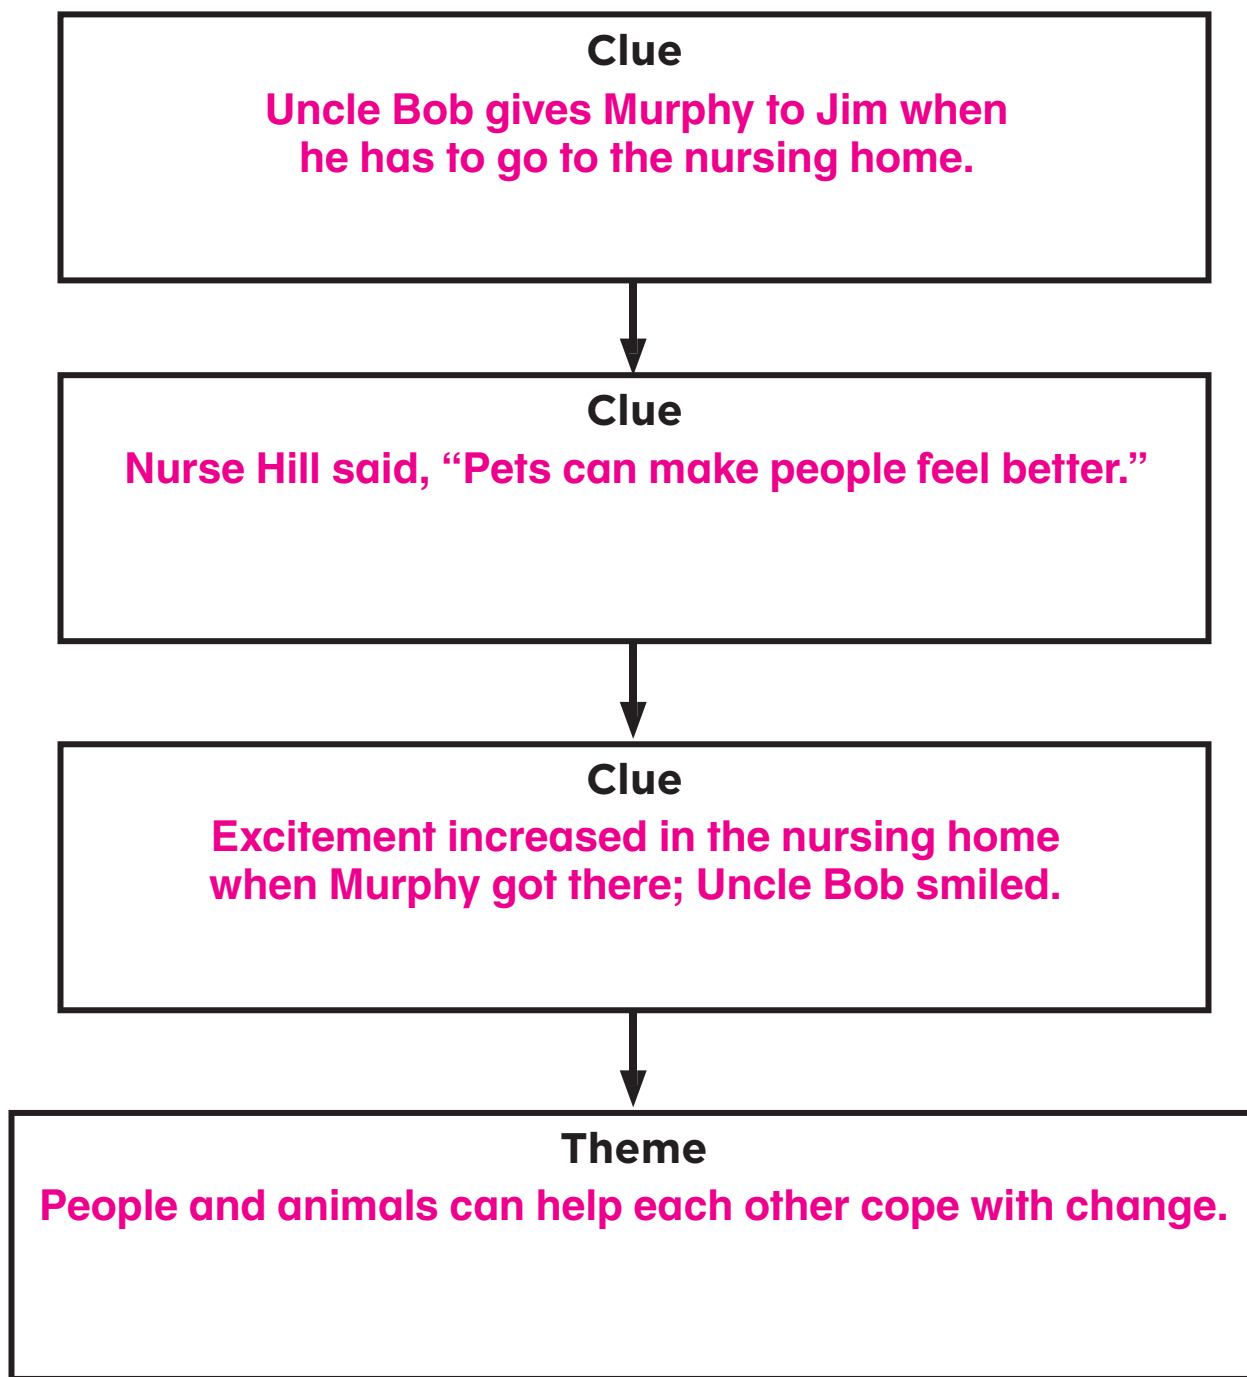 Clue
Uncle Bob gives Murphy to Jim when
he has to go to the nursing home.
Clue
Nurse Hill said, “Pets can make people feel better.”
Clue
Excitement increased in the nursing home
when Murphy got there; Uncle Bob smiled.
Theme
People and animals can help each other cope with change.